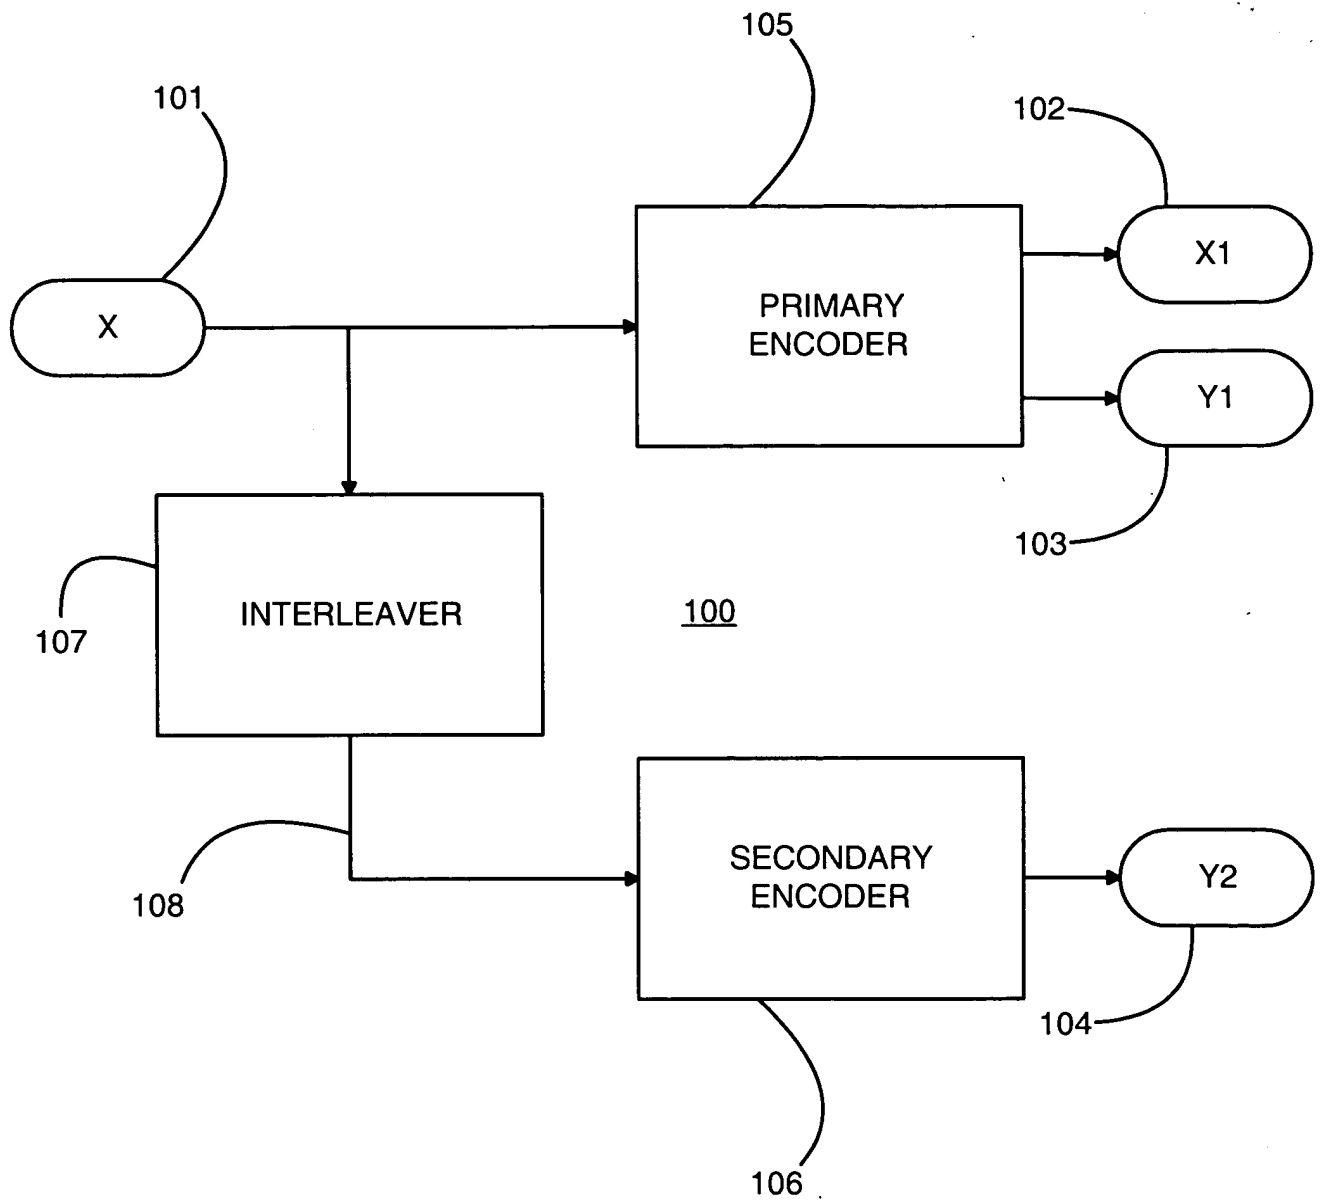 105
101
102
X
PRIMARY
ENCODER
X1
Y1
103
INTERLEAVER
107
100
108
SECONDARY
ENCODER
Y2
104
106